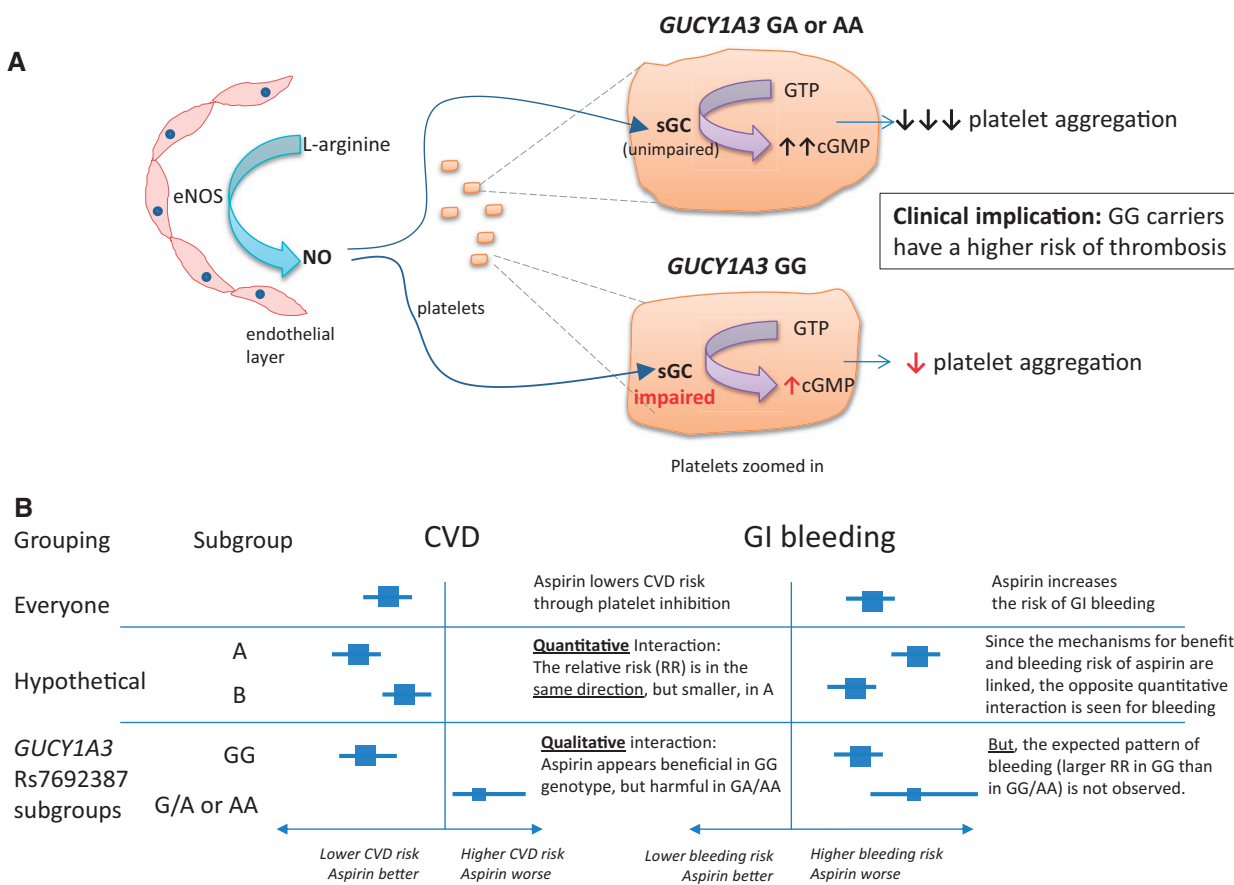 A
GUCY1A3 GA or AA
L-arginine
eNOS
NO
endothelial
layer
platelets
GTP
sGC
(unimpaired)
↑↑cGMP
↓↓↓ platelet aggregation
Clinical implication: GG carriers
have a higher risk of thrombosis
GUCY1A3 GG
GTP
sGC
impaired
↑cGMP
↓ platelet aggregation
Platelets zoomed in
B
Grouping
Subgroup
CVD
GI bleeding
Everyone
Aspirin lowers CVD risk
through platelet inhibition
Aspirin increases
the risk of GI bleeding
Hypothetical
A
B
Quantitative Interaction:
The relative risk (RR) is in the
same direction, but smaller, in A
Since the mechanisms for benefit
and bleeding risk of aspirin are
linked, the opposite quantitative
interaction is seen for bleeding
GUCY1A3
Rs7692387
subgroups
GG
G/A or AA
Qualitative interaction:
Aspirin appears beneficial in GG
genotype, but harmful in GA/AA
But, the expected pattern of
bleeding (larger RR in GG than
in GG/AA) is not observed.
Lower CVD risk
Aspirin better
Higher CVD risk
Aspirin worse
Lower bleeding risk
Aspirin better
Higher bleeding risk
Aspirin worse